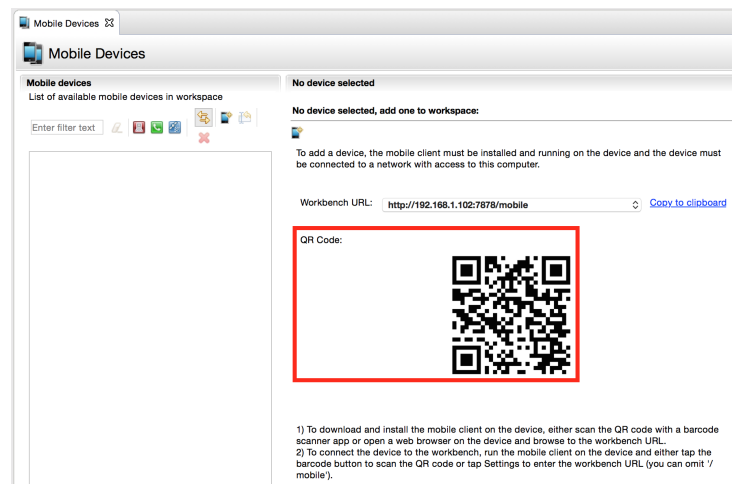 Mobile Devices
Mobile Devices
Mobile devices
List of available mobile devices in workspace
Enter filter text
No device selected
No device selected, add one to workspace:
To add a device, the mobile client must be installed and running on the device and the device must
be connected to a network with access to this computer.
Workbench URL: http://192.168.1.102:7878/mobile Copy to clipboard
QR Code:
1) To download and install the mobile client on the device, either scan the QR code with a barcode
scanner app or open a web browser on the device and browse to the workbench URL.
2) To connect the device to the workbench, run the mobile client on the device and either tap the
barcode button to scan the QR code or tap Settings to enter the workbench URL (you can omit '/
mobile').